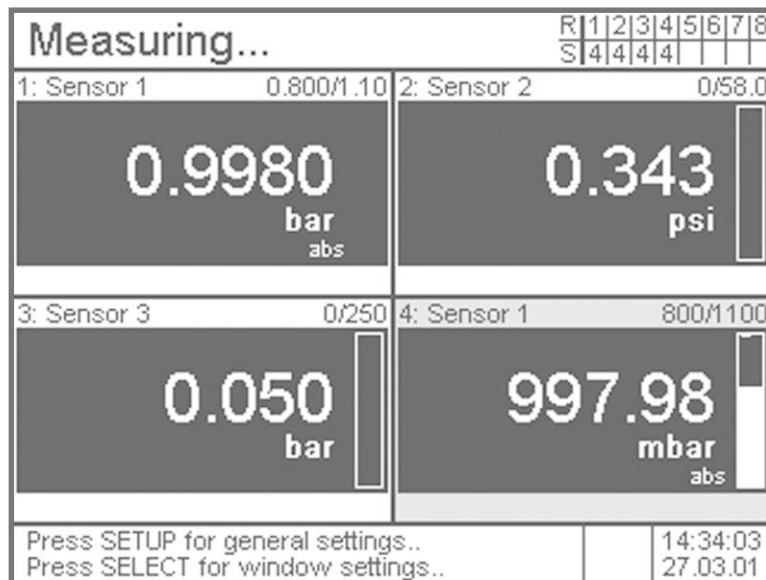 Measuring...
R 1 2 3 4 5 6 7 8
S 4 4 4 4
1: Sensor 1 0.800/1.10
0.9980
bar
abs
2: Sensor 2 0/58.0
0.343
psi
3: Sensor 3 0/250
0.050
bar
4: Sensor 1 800/1100
997.98
mbar
abs
Press SETUP for general settings..
Press SELECT for window settings..
14:34:03
27.03.01